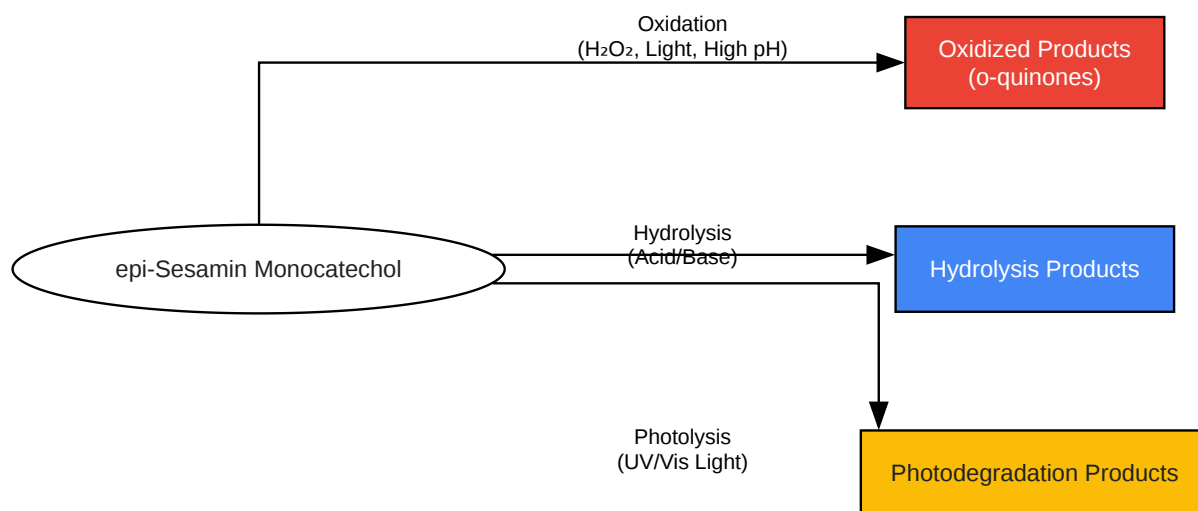 Oxidation
(H₂O₂, Light, High pH)
Oxidized Products
(o-quinones)
epi-Sesamin Monocatechol
Hydrolysis
(Acid/Base)
Hydrolysis Products
Photolysis
(UV/Vis Light)
Photodegradation Products